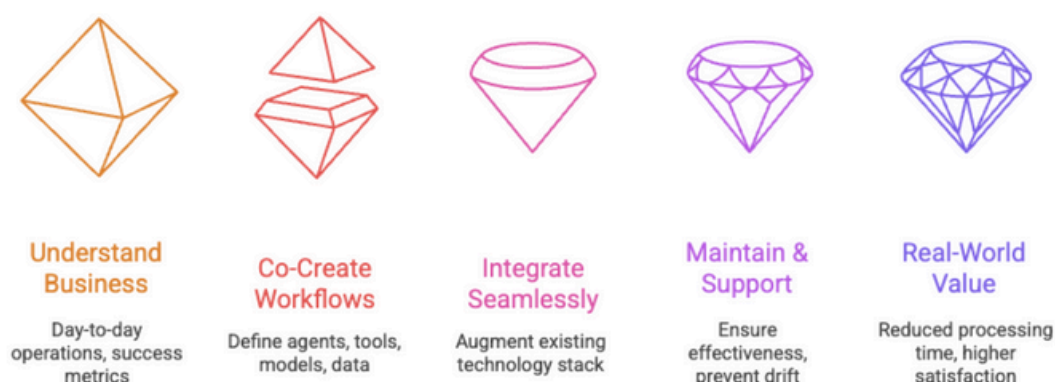 Understand
Business
Day-to-day
operations, success
metrics
Co-Create
Workflows
Define agents, tools,
models, data
Integrate
Seamlessly
Augment existing
technology stack
Maintain &
Support
Ensure
effectiveness,
prevent drift
Real-World
Value
Reduced processing
time, higher
satisfaction